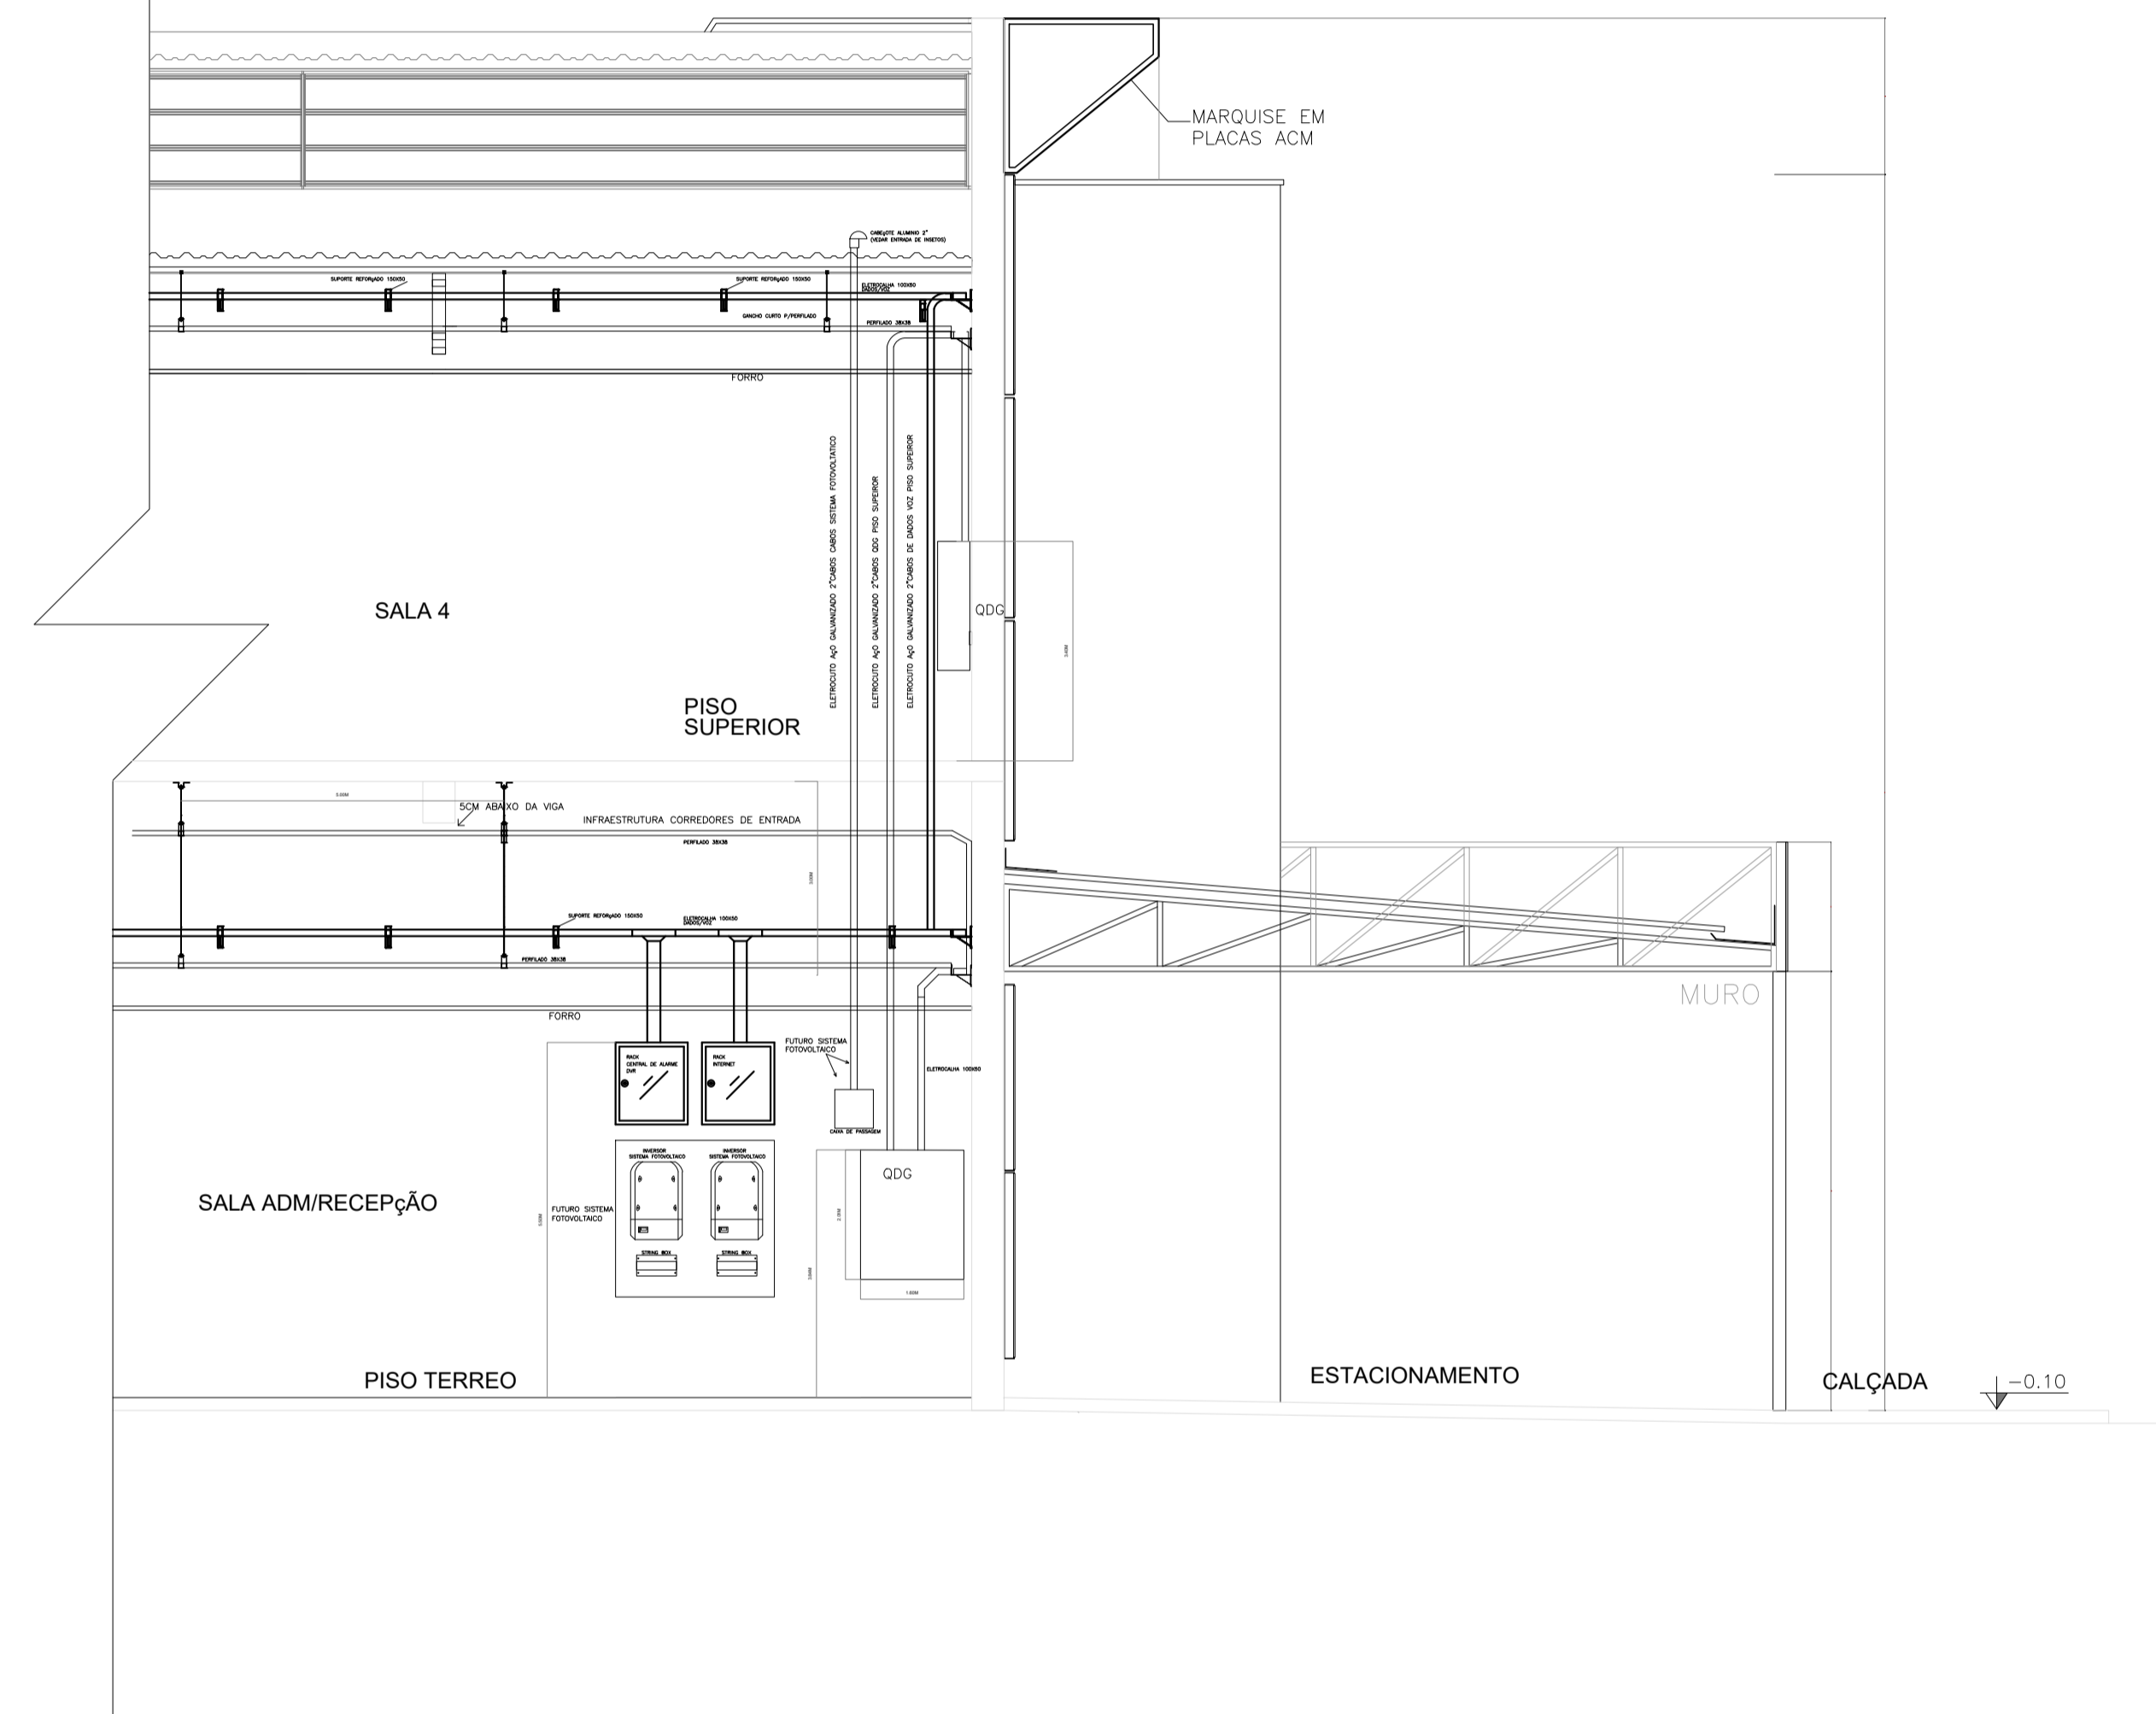 MARQUISE EM
PLACAS ACM
CABEçOTE ALUMINIO 2"
(VEDAR ENTRADA DE INSETOS)
SUPORTE REFORçADO 150X50
SUPORTE REFORçADO 150X50
ELETROCALHA 100X50
DADOS/VOZ
GANCHO CURTO P/PERFILADO
PERFILADO 38X38
FORRO
ELETROCUTO AçO GALVANIZADO 2"CABOS CABOS SISTEMA FOTOVOLTATICO
ELETROCUTO AçO GALVANIZADO 2"CABOS QDG PISO SUPEIROR
ELETROCUTO AçO GALVANIZADO 2"CABOS DE DADOS VOZ PISO SUPEIROR
SALA 4
QDG
PISO
SUPERIOR
5CM ABAIXO DA VIGA
INFRAESTRUTURA CORREDORES DE ENTRADA
PERFILADO 38X38
SUPORTE REFORçADO 150X50
ELETROCALHA 100X50
DADOS/VOZ
PERFILADO 38X38
FORRO
MURO
RACK
CENTRAL DE ALARME
DVR
RACK
INTERNET
FUTURO SISTEMA
FOTOVOLTAICO
ELETROCALHA 100X50
CAIXA DE PASSAGEM
INVERSOR
SISTEMA FOTOVOLTAICO
INVERSOR
SISTEMA FOTOVOLTAICO
QDG
SALA ADM/RECEPçÃO
FUTURO SISTEMA
FOTOVOLTAICO
STRING BOX
STRING BOX
1.60M
PISO TERREO
ESTACIONAMENTO
CALÇADA
-0.10